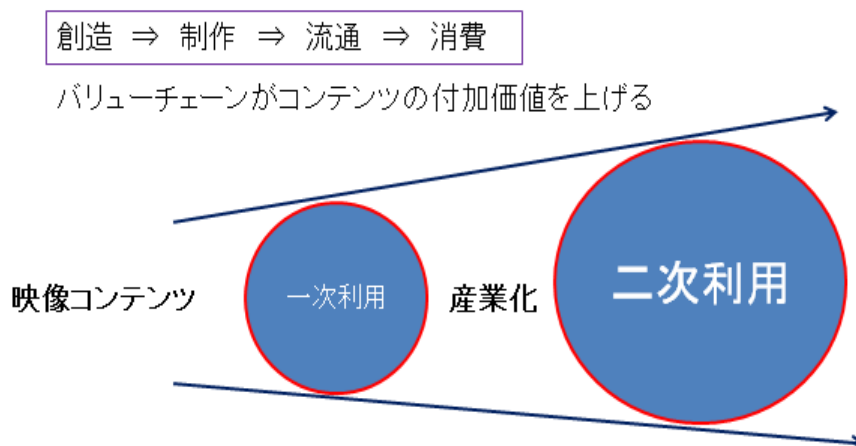 創造 ⇒ 制作 ⇒ 流通 ⇒ 消費
バリューチェーンがコンテンツの付加価値を上げる
映像コンテンツ
一次利用
産業化
二次利用